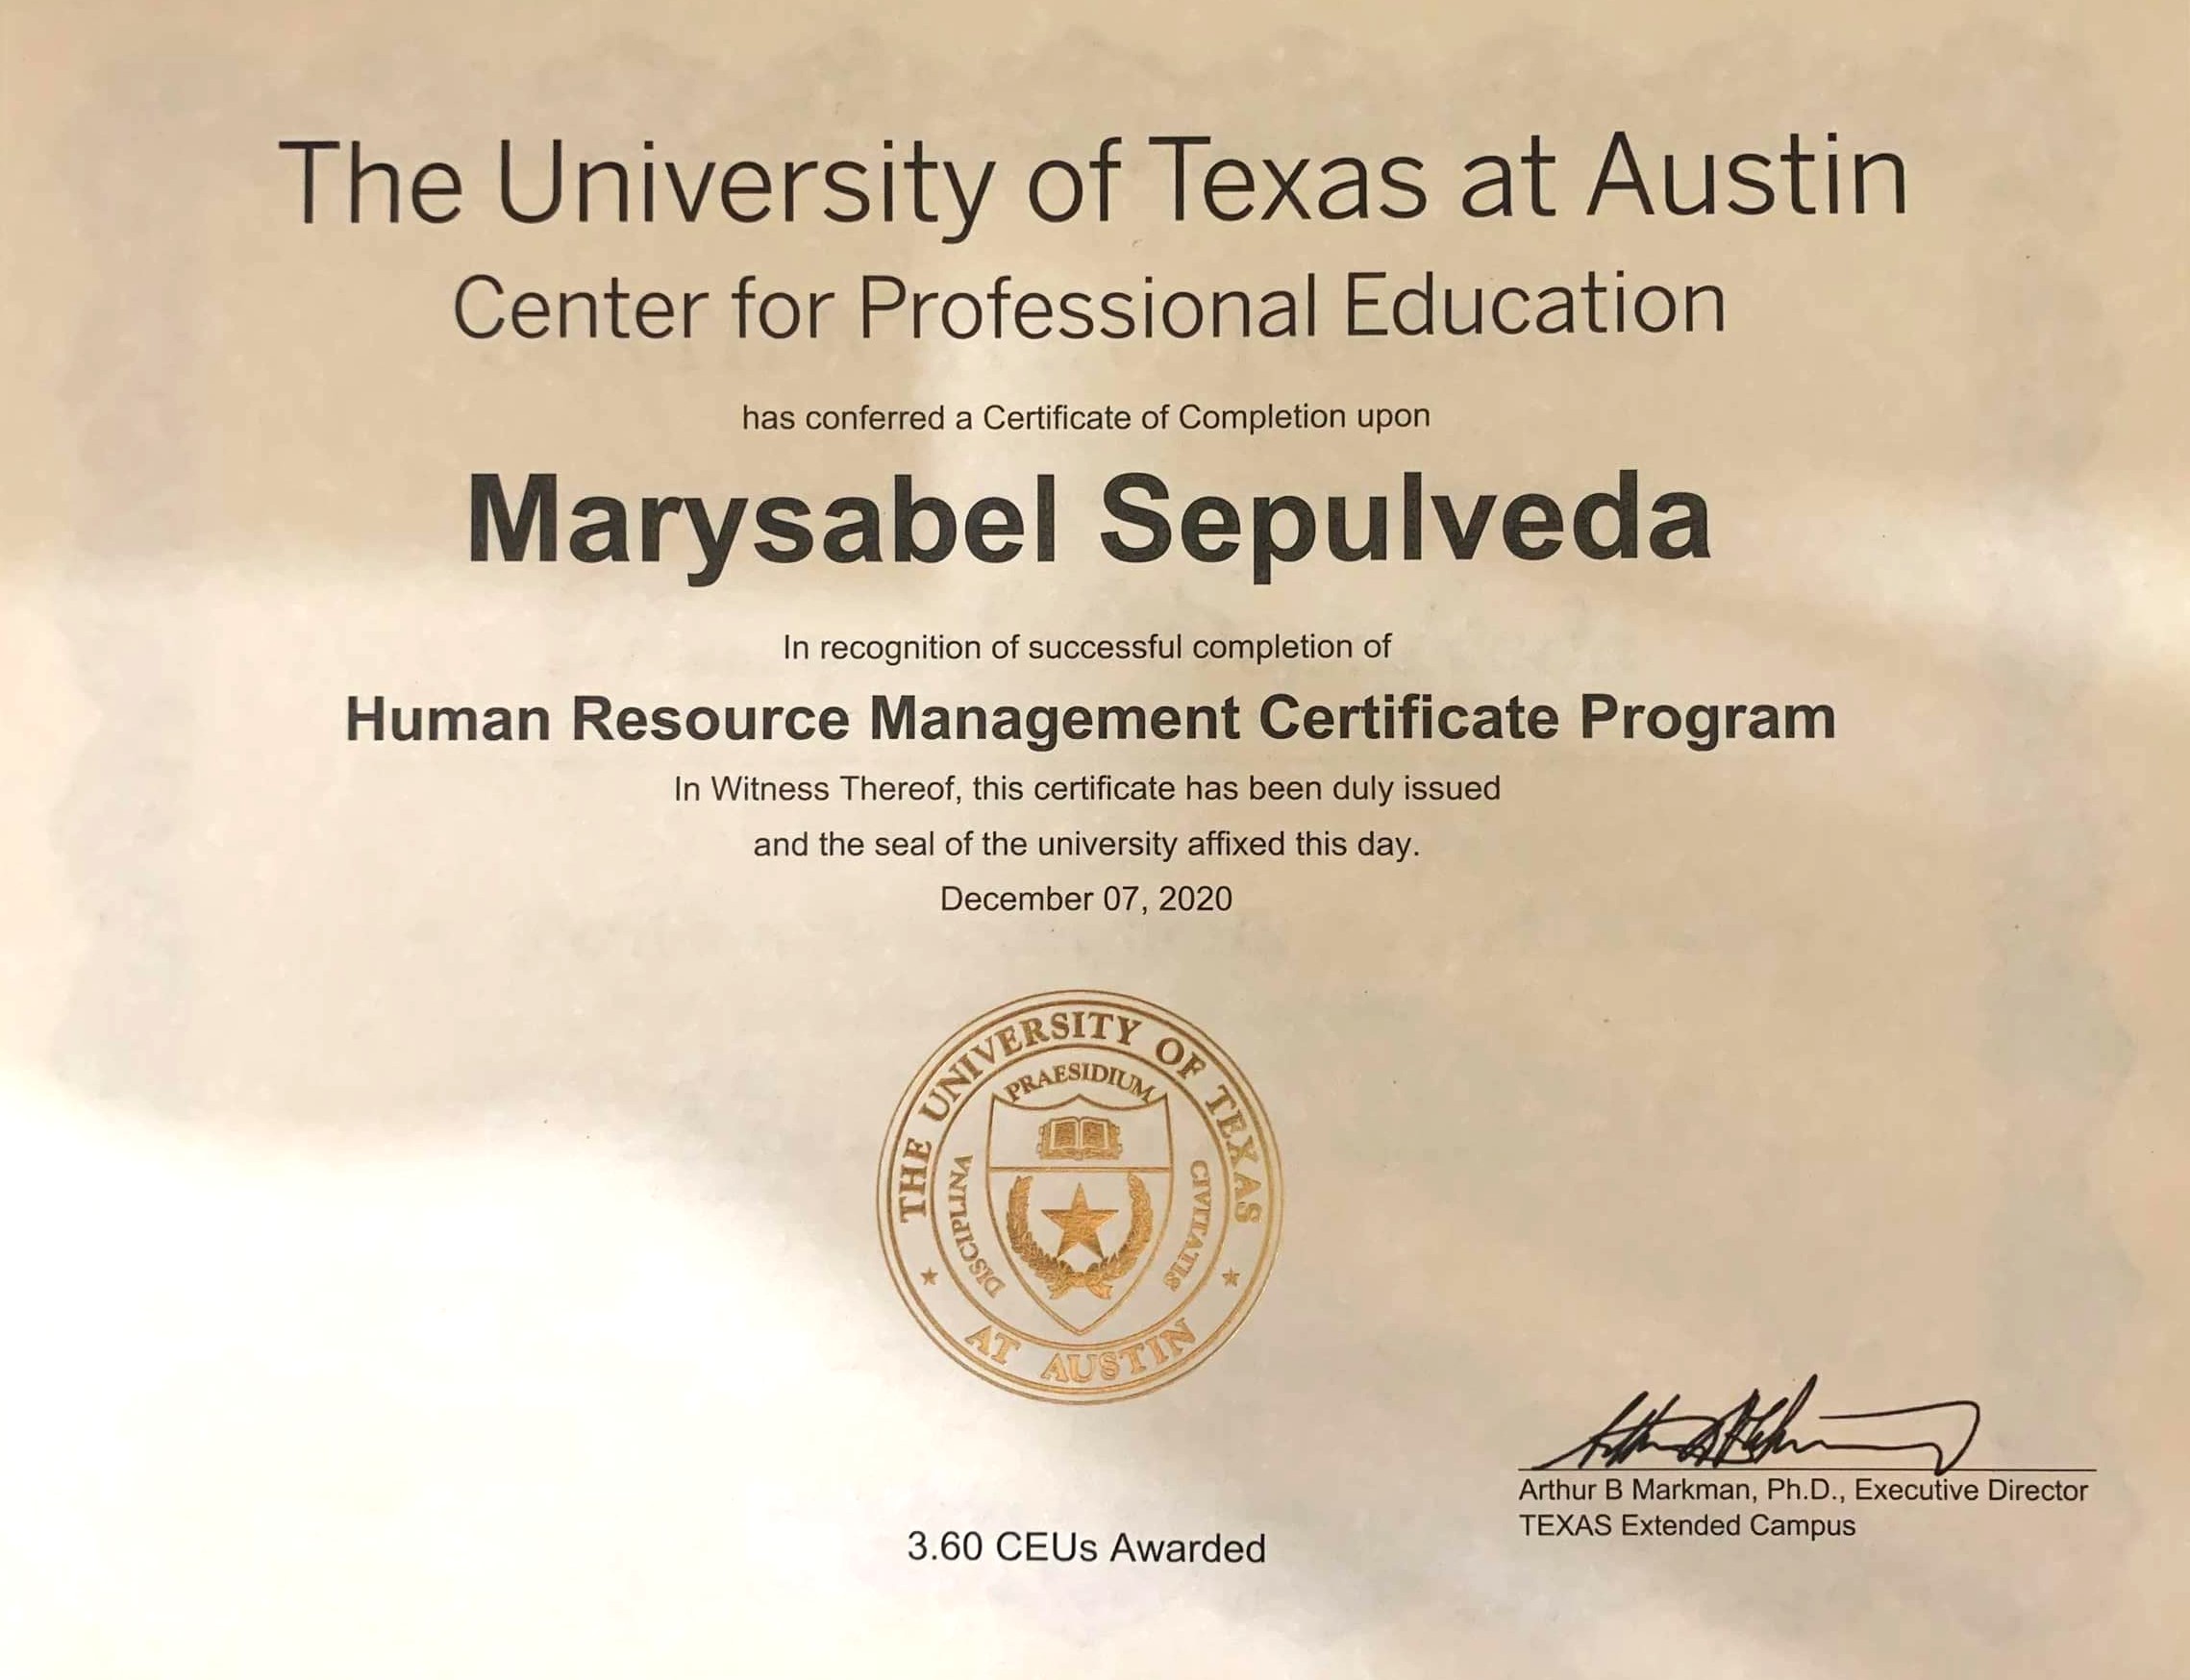 The University of Texas at Austin
Center for Professional Education
has conferred a Certificate of Completion upon
Marysabel Sepulveda
In recognition of successful completion of
Human Resource Management Certificate Program
In Witness Thereof, this certificate has been duly issued
and the seal of the university affixed this day.
December 07, 2020
THE UNIVERSITY OF TEXAS
PRAESIDIUM
DISCIPLINA
CIVITATIS
AT AUSTIN
Arthur B Markman, Ph.D., Executive Director
TEXAS Extended Campus
3.60 CEUs Awarded